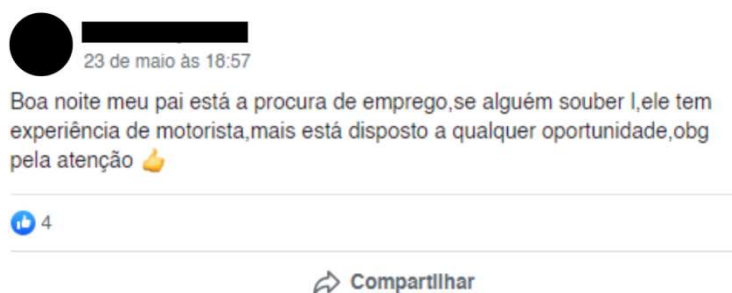 23 de maio às 18:57
Boa noite meu pai está a procura de emprego,se alguém souber l,ele tem
experiência de motorista,mais está disposto a qualquer oportunidade,obg
pela atenção 👍
4
Compartilhar